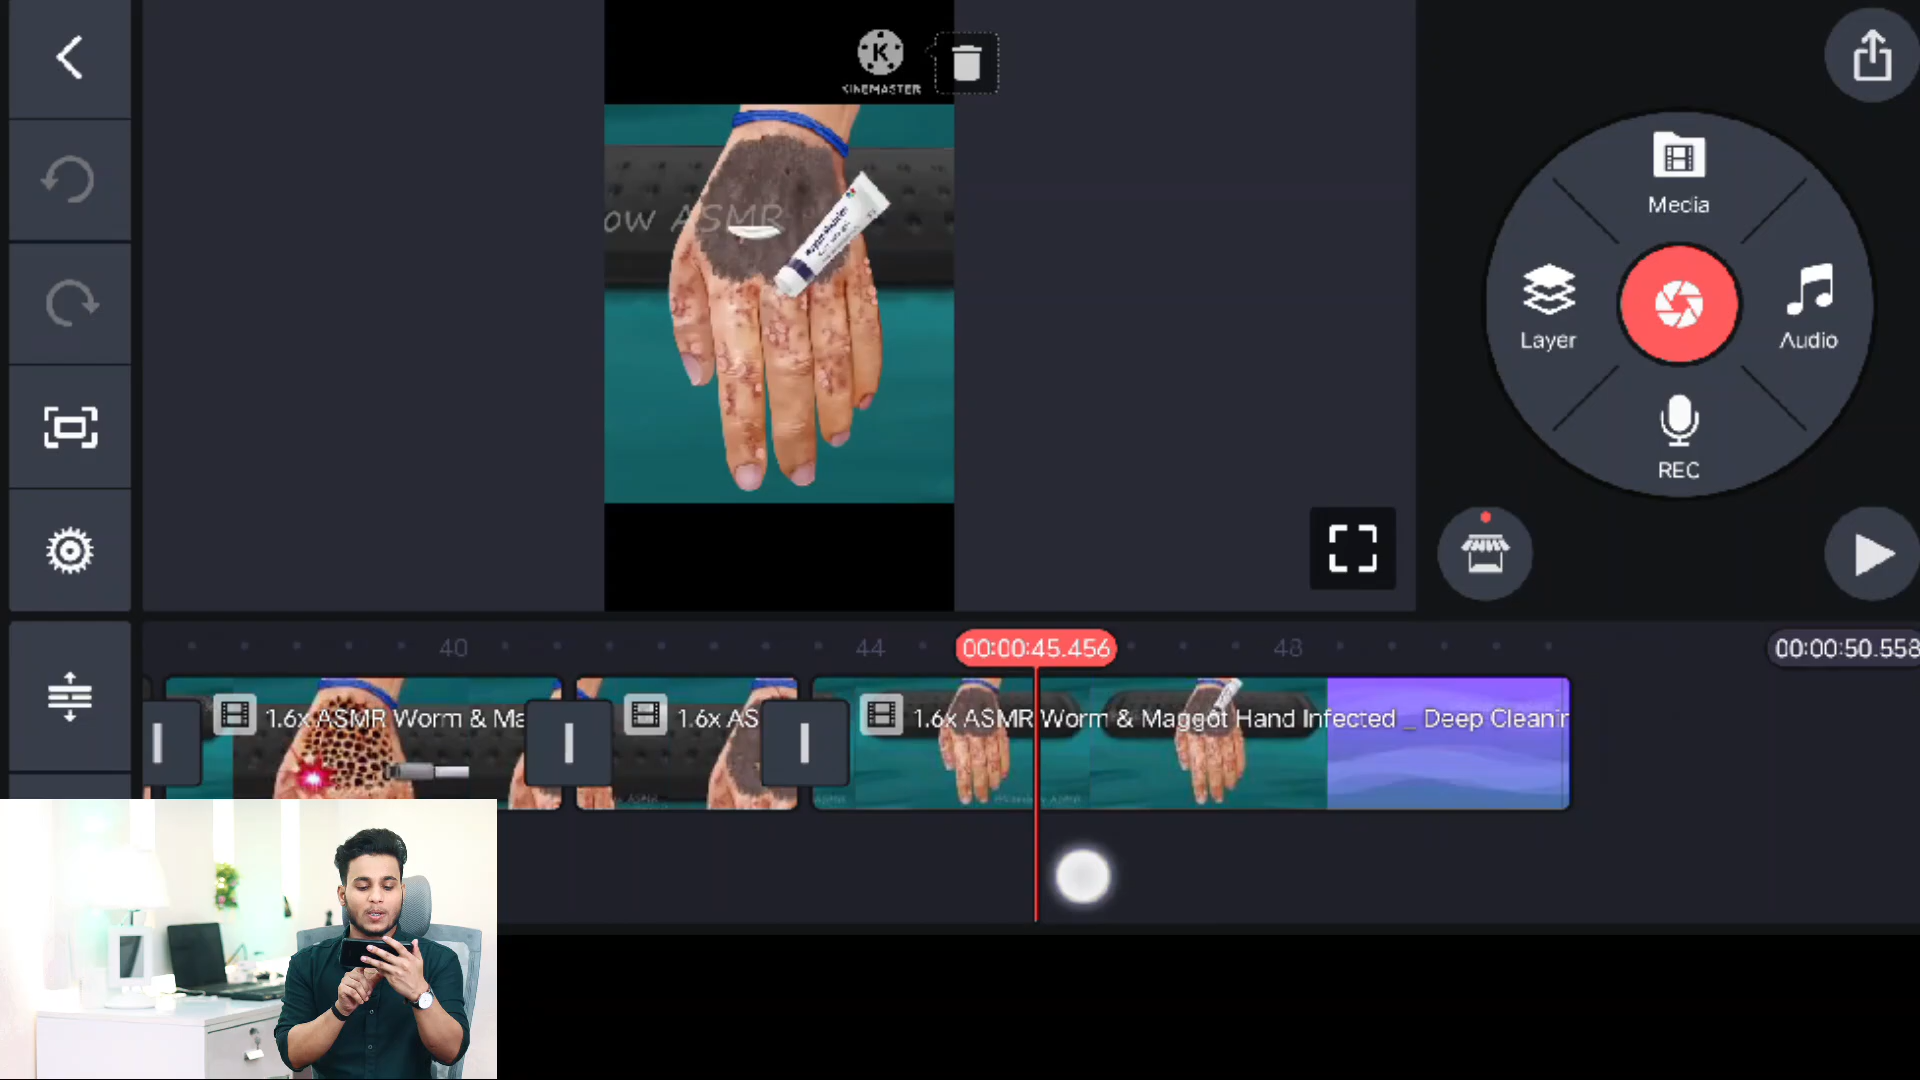 KINEMASTER
ow ASMR
Media
Layer
Audio
REC
40
44
00:00:45.456
48
00:00:50.558
1.6x ASMR Worm & Ma
1.6x AS
1.6x ASMR Worm & Maggot Hand Infected _ Deep Cleanin